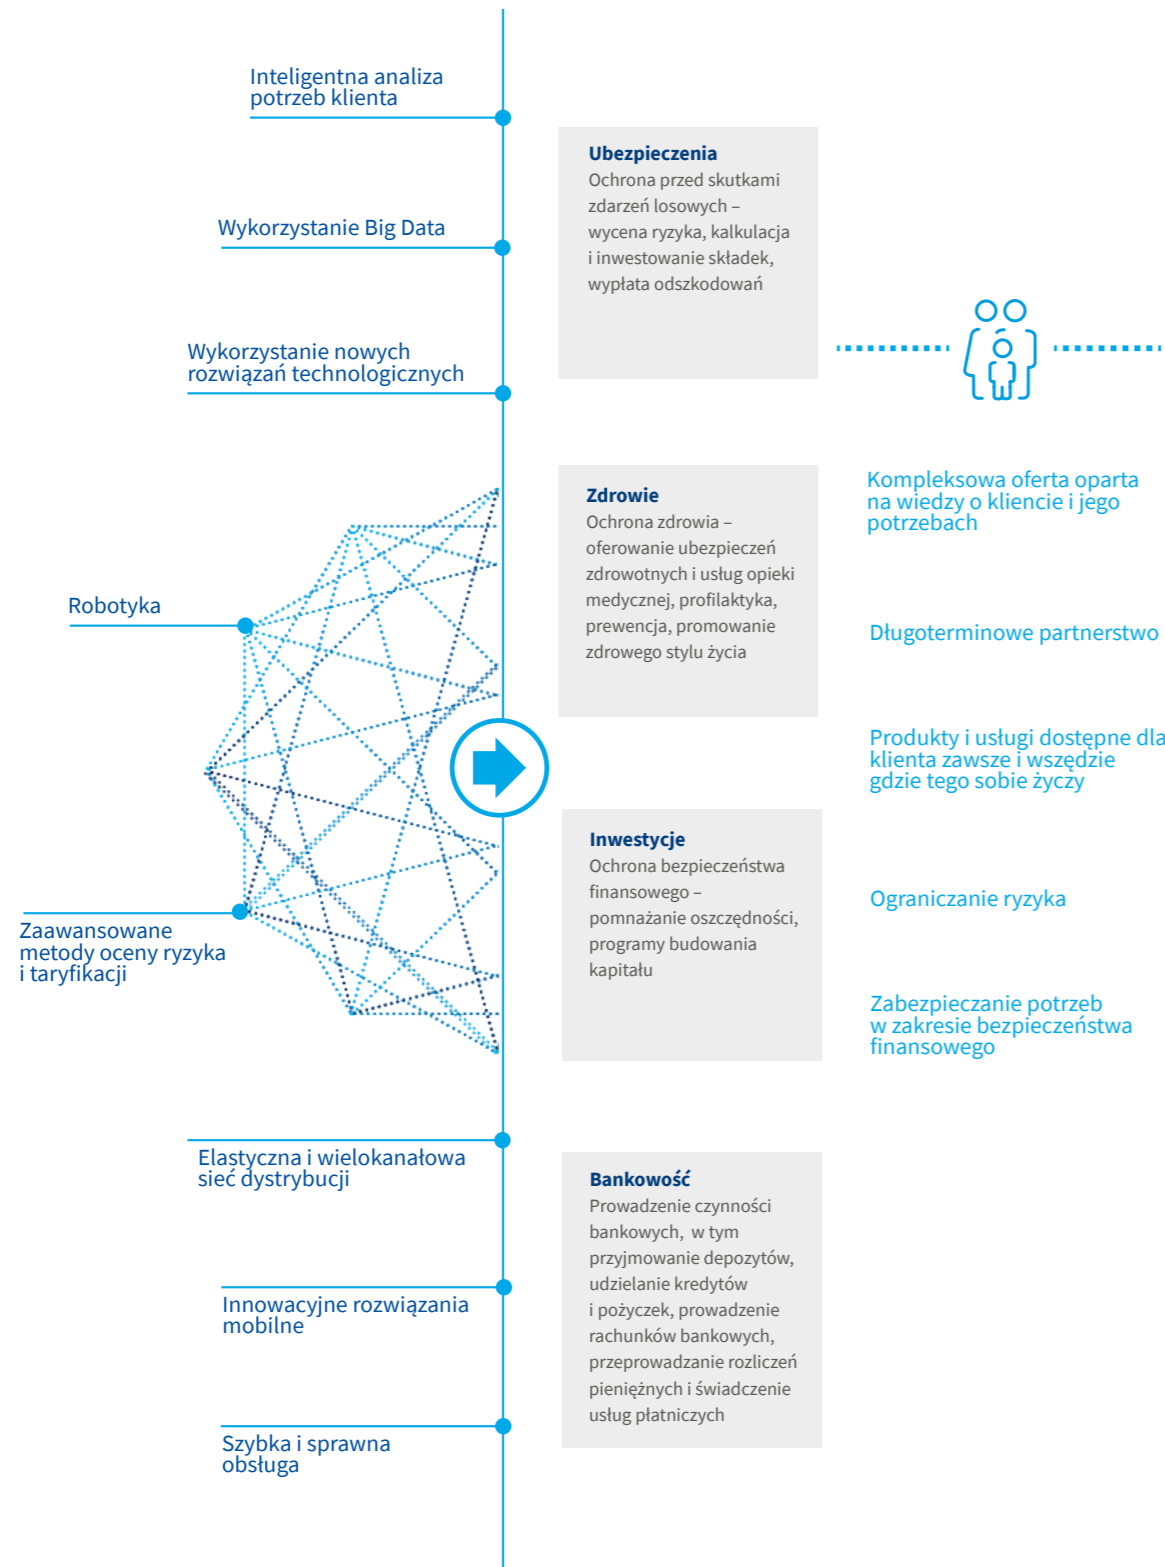 Inteligentna analiza
potrzeb klienta
Wykorzystanie Big Data
Wykorzystanie nowych
rozwiązań technologicznych
Robotyka
Zaawansowane
metody oceny ryzyka
i taryfikacji
Elastyczna i wielokanałowa
sieć dystrybucji
Innowacyjne rozwiązania
mobilne
Szybka i sprawna
obsługa
Ubezpieczenia
Ochrona przed skutkami
zdarzeń losowych –
wycena ryzyka, kalkulacja
i inwestowanie składek,
wypłata odszkodowań
Zdrowie
Ochrona zdrowia –
oferowanie ubezpieczeń
zdrowotnych i usług opieki
medycznej, profilaktyka,
prewencja, promowanie
zdrowego stylu życia
Inwestycje
Ochrona bezpieczeństwa
finansowego –
pomnażanie oszczędności,
programy budowania
kapitału
Bankowość
Prowadzenie czynności
bankowych, w tym
przyjmowanie depozytów,
udzielanie kredytów
i pożyczek, prowadzenie
rachunków bankowych,
przeprowadzanie rozliczeń
pieniężnych i świadczenie
usług płatniczych
Kompleksowa oferta oparta
na wiedzy o kliencie i jego
potrzebach
Długoterminowe partnerstwo
Produkty i usługi dostępne dla
klienta zawsze i wszędzie
gdzie tego sobie życzy
Ograniczanie ryzyka
Zabezpieczanie potrzeb
w zakresie bezpieczeństwa
finansowego